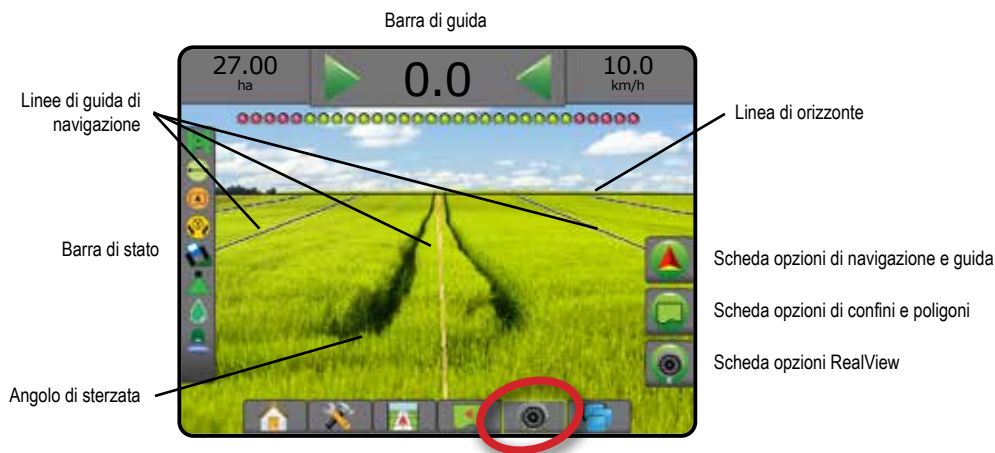 Barra di guida
27.00
ha
0.0
10.0
km/h
Linee di guida di
navigazione
Linea di orizzonte
Barra di stato
Scheda opzioni di navigazione e guida
Scheda opzioni di confini e poligoni
Scheda opzioni RealView
Angolo di sterzata